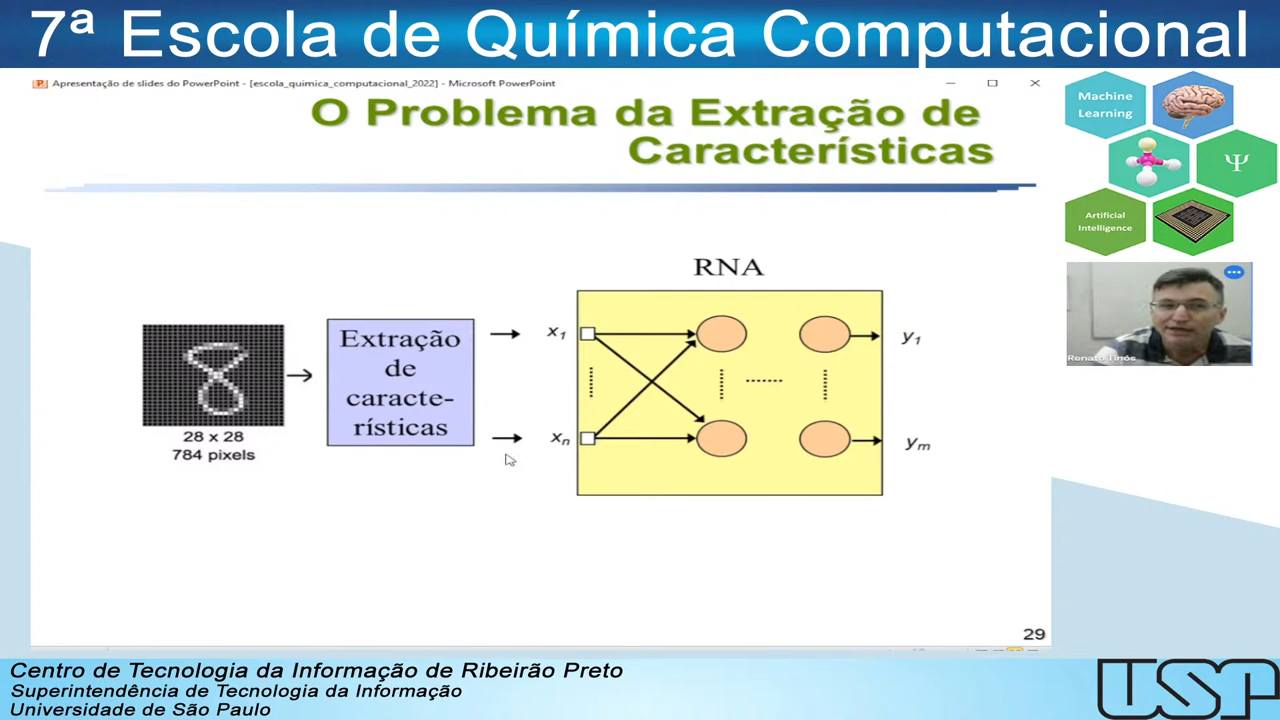 7ª Escola de Química Computacional
Apresentação de slides do PowerPoint - [escola_quimica_computacional_2022] - Microsoft PowerPoint
O Problema da Extração de
Características
Machine
Learning
Ψ
Artificial
Intelligence
Renato Tinós
RNA
28 x 28
784 pixels
Extração
de
caracte-
rísticas
x1
xn
y1
ym
29
Centro de Tecnologia da Informação de Ribeirão Preto
Superintendência de Tecnologia da Informação
Universidade de São Paulo
USP